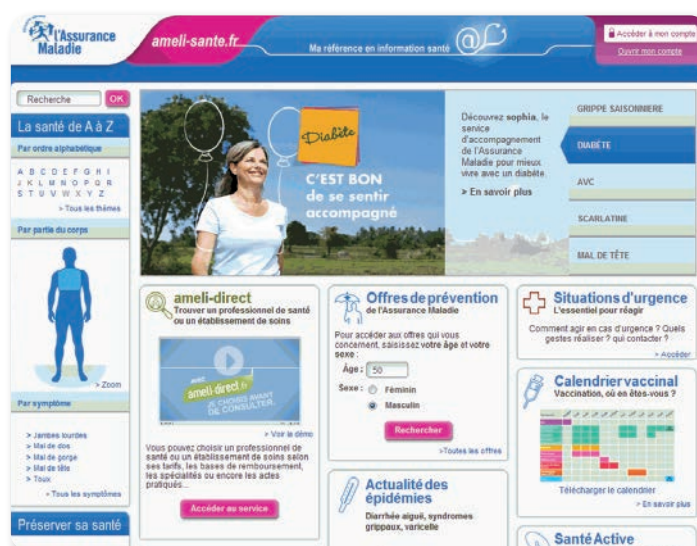 l'Assurance
Maladie
ameli-sante.fr
Ma référence en information santé
@
Accéder à mon compte
Ouvrir mon compte
Recherche
OK
La santé de A à Z
Par ordre alphabétique
A B C D E F G H I
J K L M N O P Q R
S T U V W X Y Z
> Tous les thèmes
Par partie du corps
> Zoom
Par symptôme
> Jambes lourdes
> Mal de dos
> Mal de gorge
> Mal de tête
> Toux
> Tous les symptômes
Préserver sa santé
Diabète
C'EST BON
de se sentir
accompagné
Découvrez sophia, le
service
d'accompagnement
de l'Assurance
Maladie pour mieux
vivre avec un diabète.
> En savoir plus
GRIPPE SAISONNIERE
DIABÈTE
AVC
SCARLATINE
MAL DE TÊTE
ameli-direct
Trouver un professionnel de santé
ou un établissement de soins
AVEC
ameli-direct.fr
JE CHOISIS AVANT
DE CONSULTER.
> Voir la démo
Vous pouvez choisir un professionnel de
santé ou un établissement de soins selon
ses tarifs, les bases de remboursement,
les spécialités ou encore les actes
pratiqués...
Accéder au service
Offres de prévention
de l'Assurance Maladie
Pour accéder aux offres qui vous
concernent, saisissez votre âge et votre
sexe :
Âge : 50
Sexe : Féminin
Masculin
Rechercher
>Toutes les offres
Actualité des
épidémies
Diarrhée aiguë, syndromes
grippaux, varicelle
Situations d'urgence
L'essentiel pour réagir
Comment agir en cas d'urgence ? Quels
gestes réaliser ? qui contacter ?
> Accéder
Calendrier vaccinal
Vaccination, où en êtes-vous ?
Télécharger le calendrier
> En savoir plus
Santé Active